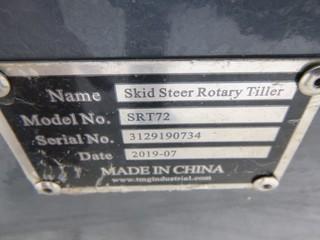 Name Skid Steer Rotary Tiller
Model No. SRT72
Serial No. 3129190734
Date 2019-07
MADE IN CHINA
www.tmgindustrial.com